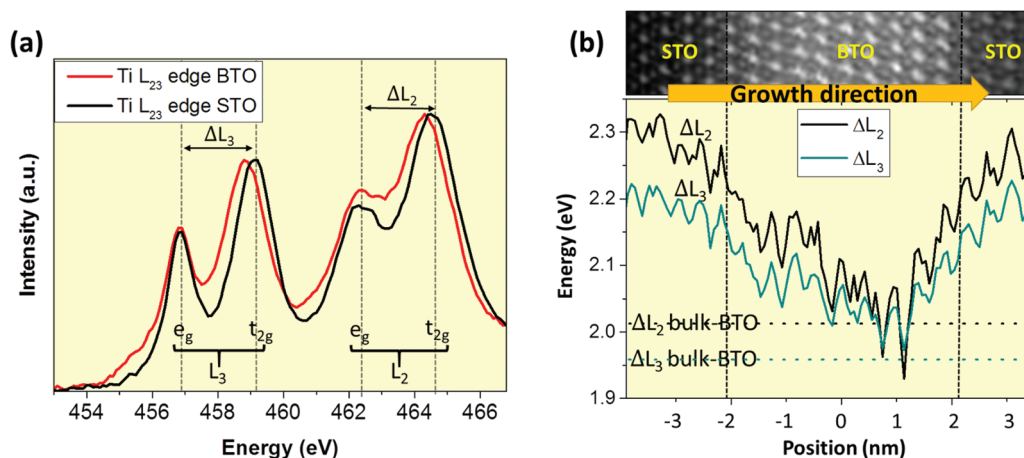 (a)
Ti L23 edge BTO
Ti L23 edge STO
ΔL3
ΔL2
eg
t2g
eg
t2g
L3
L2
Intensity (a.u.)
454 456 458 460 462 464 466
Energy (eV)
(b)
STO BTO STO
Growth direction
ΔL2
ΔL3
ΔL2
ΔL3
ΔL2 bulk-BTO
ΔL3 bulk-BTO
Energy (eV)
2.3
2.2
2.1
2.0
1.9
-3 -2 -1 0 1 2 3
Position (nm)